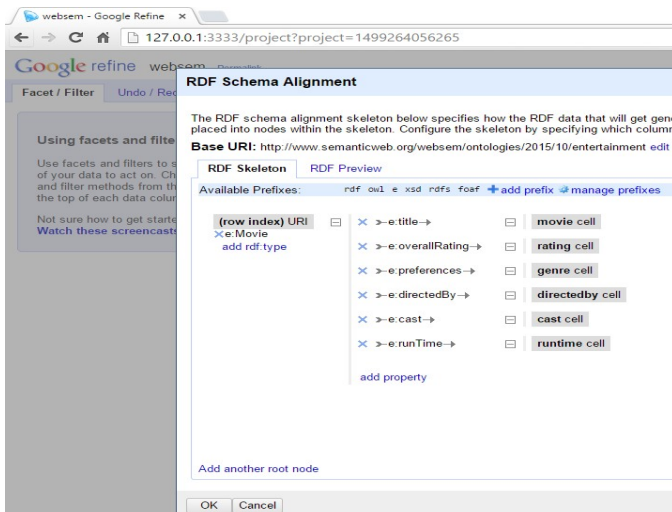 websem - Google Refine
127.0.0.1:3333/project?project=1499264056265
Google refine websem Permalink
Facet / Filter Undo / Red
Using facets and filte
Use facets and filters to s
of your data to act on. Ch
and filter methods from th
the top of each data colur
Not sure how to get starte
Watch these screencasts
RDF Schema Alignment
The RDF schema alignment skeleton below specifies how the RDF data that will get gene
placed into nodes within the skeleton. Configure the skeleton by specifying which column
Base URI: http://www.semanticweb.org/websem/ontologies/2015/10/entertainment edit
RDF Skeleton RDF Preview
Available Prefixes: rdf owl e xsd rdfs foaf add prefix manage prefixes
(row index) URI
e:Movie
add rdf:type
e:title movie cell
e:overallRating rating cell
e:preferences genre cell
e:directedBy directedby cell
e:cast cast cell
e:runTime runtime cell
add property
Add another root node
OK Cancel